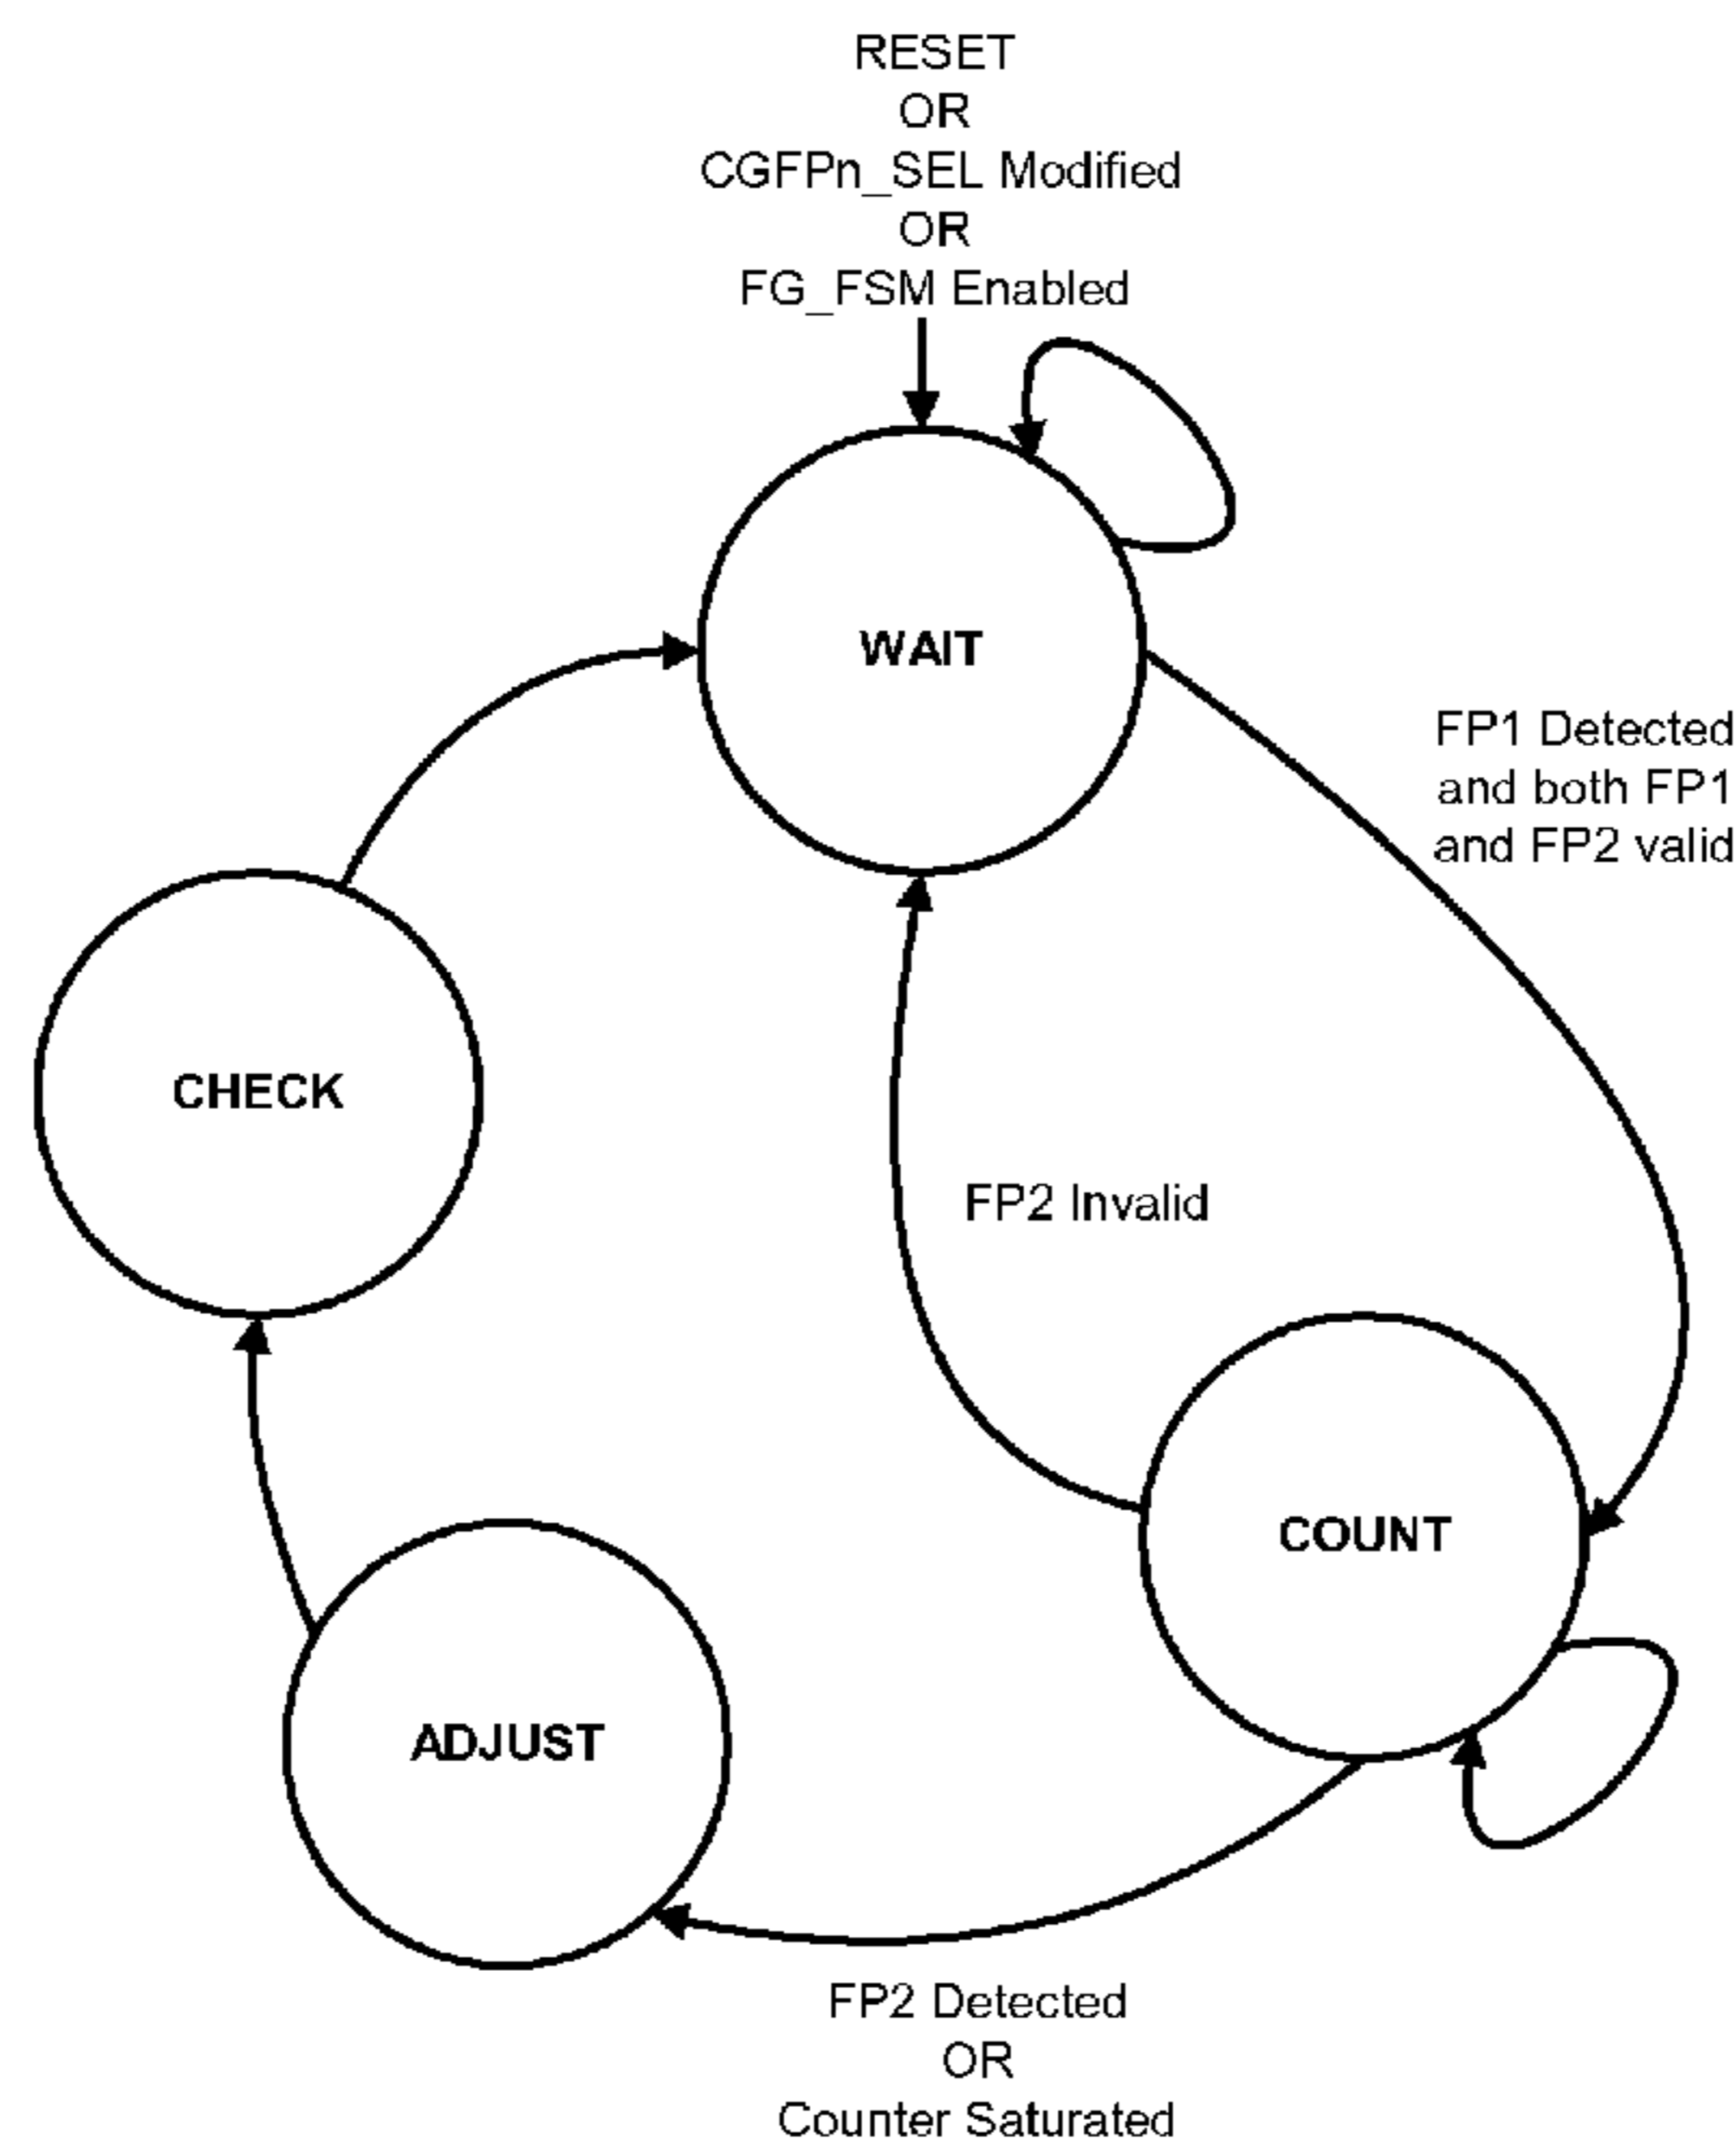 RESET
OR
CGFPn_SEL Modified
OR
FG_FSM Enabled
WAIT
FP1 Detected
and both FP1
and FP2 valid
CHECK
FP2 Invalid
COUNT
ADJUST
FP2 Detected
OR
Counter Saturated